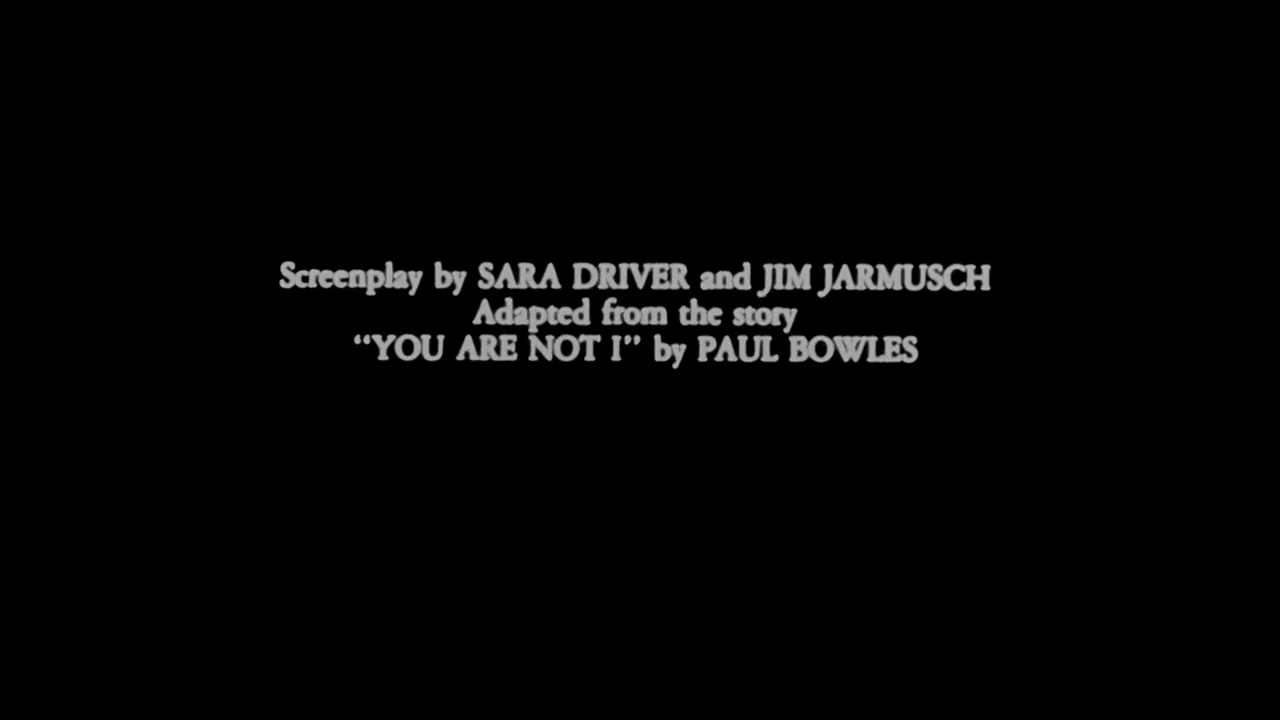 Screenplay by SARA DRIVER and JIM JARMUSCH
Adapted from the story
“YOU ARE NOT I” by PAUL BOWLES